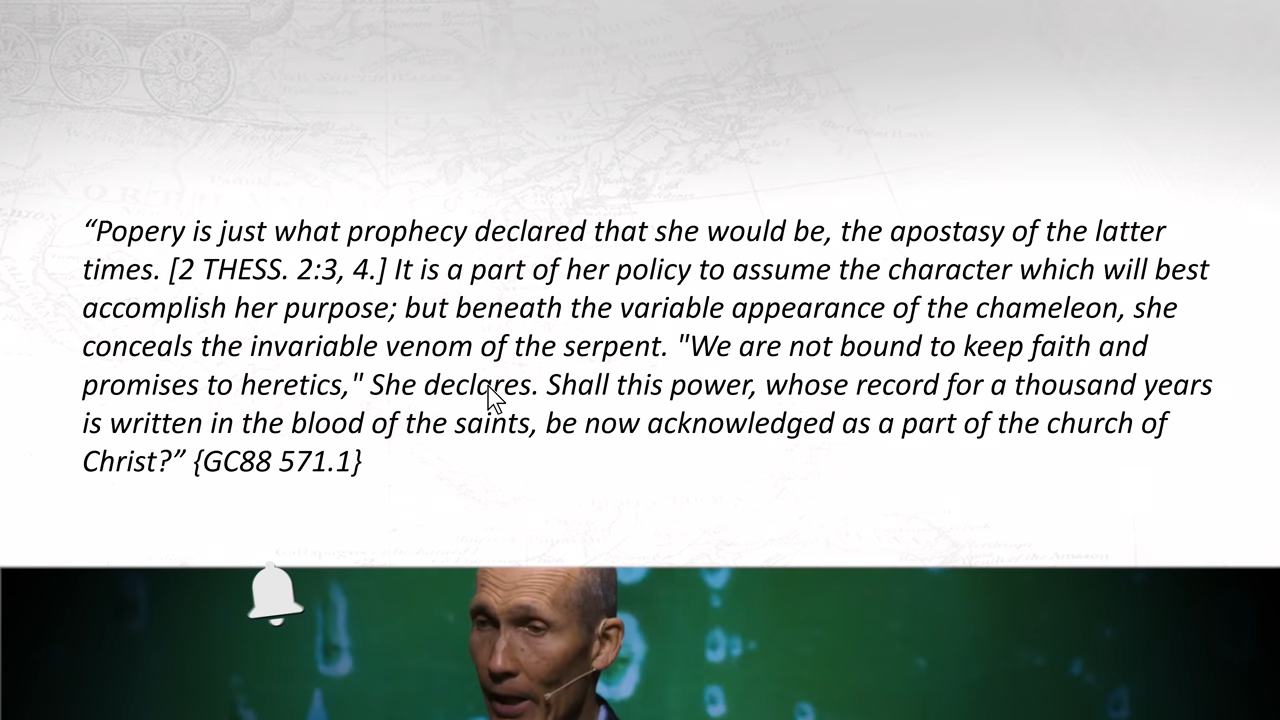 “Popery is just what prophecy declared that she would be, the apostasy of the latter
times. [2 THESS. 2:3, 4.] It is a part of her policy to assume the character which will best
accomplish her purpose; but beneath the variable appearance of the chameleon, she
conceals the invariable venom of the serpent. "We are not bound to keep faith and
promises to heretics," She declares. Shall this power, whose record for a thousand years
is written in the blood of the saints, be now acknowledged as a part of the church of
Christ?” {GC88 571.1}